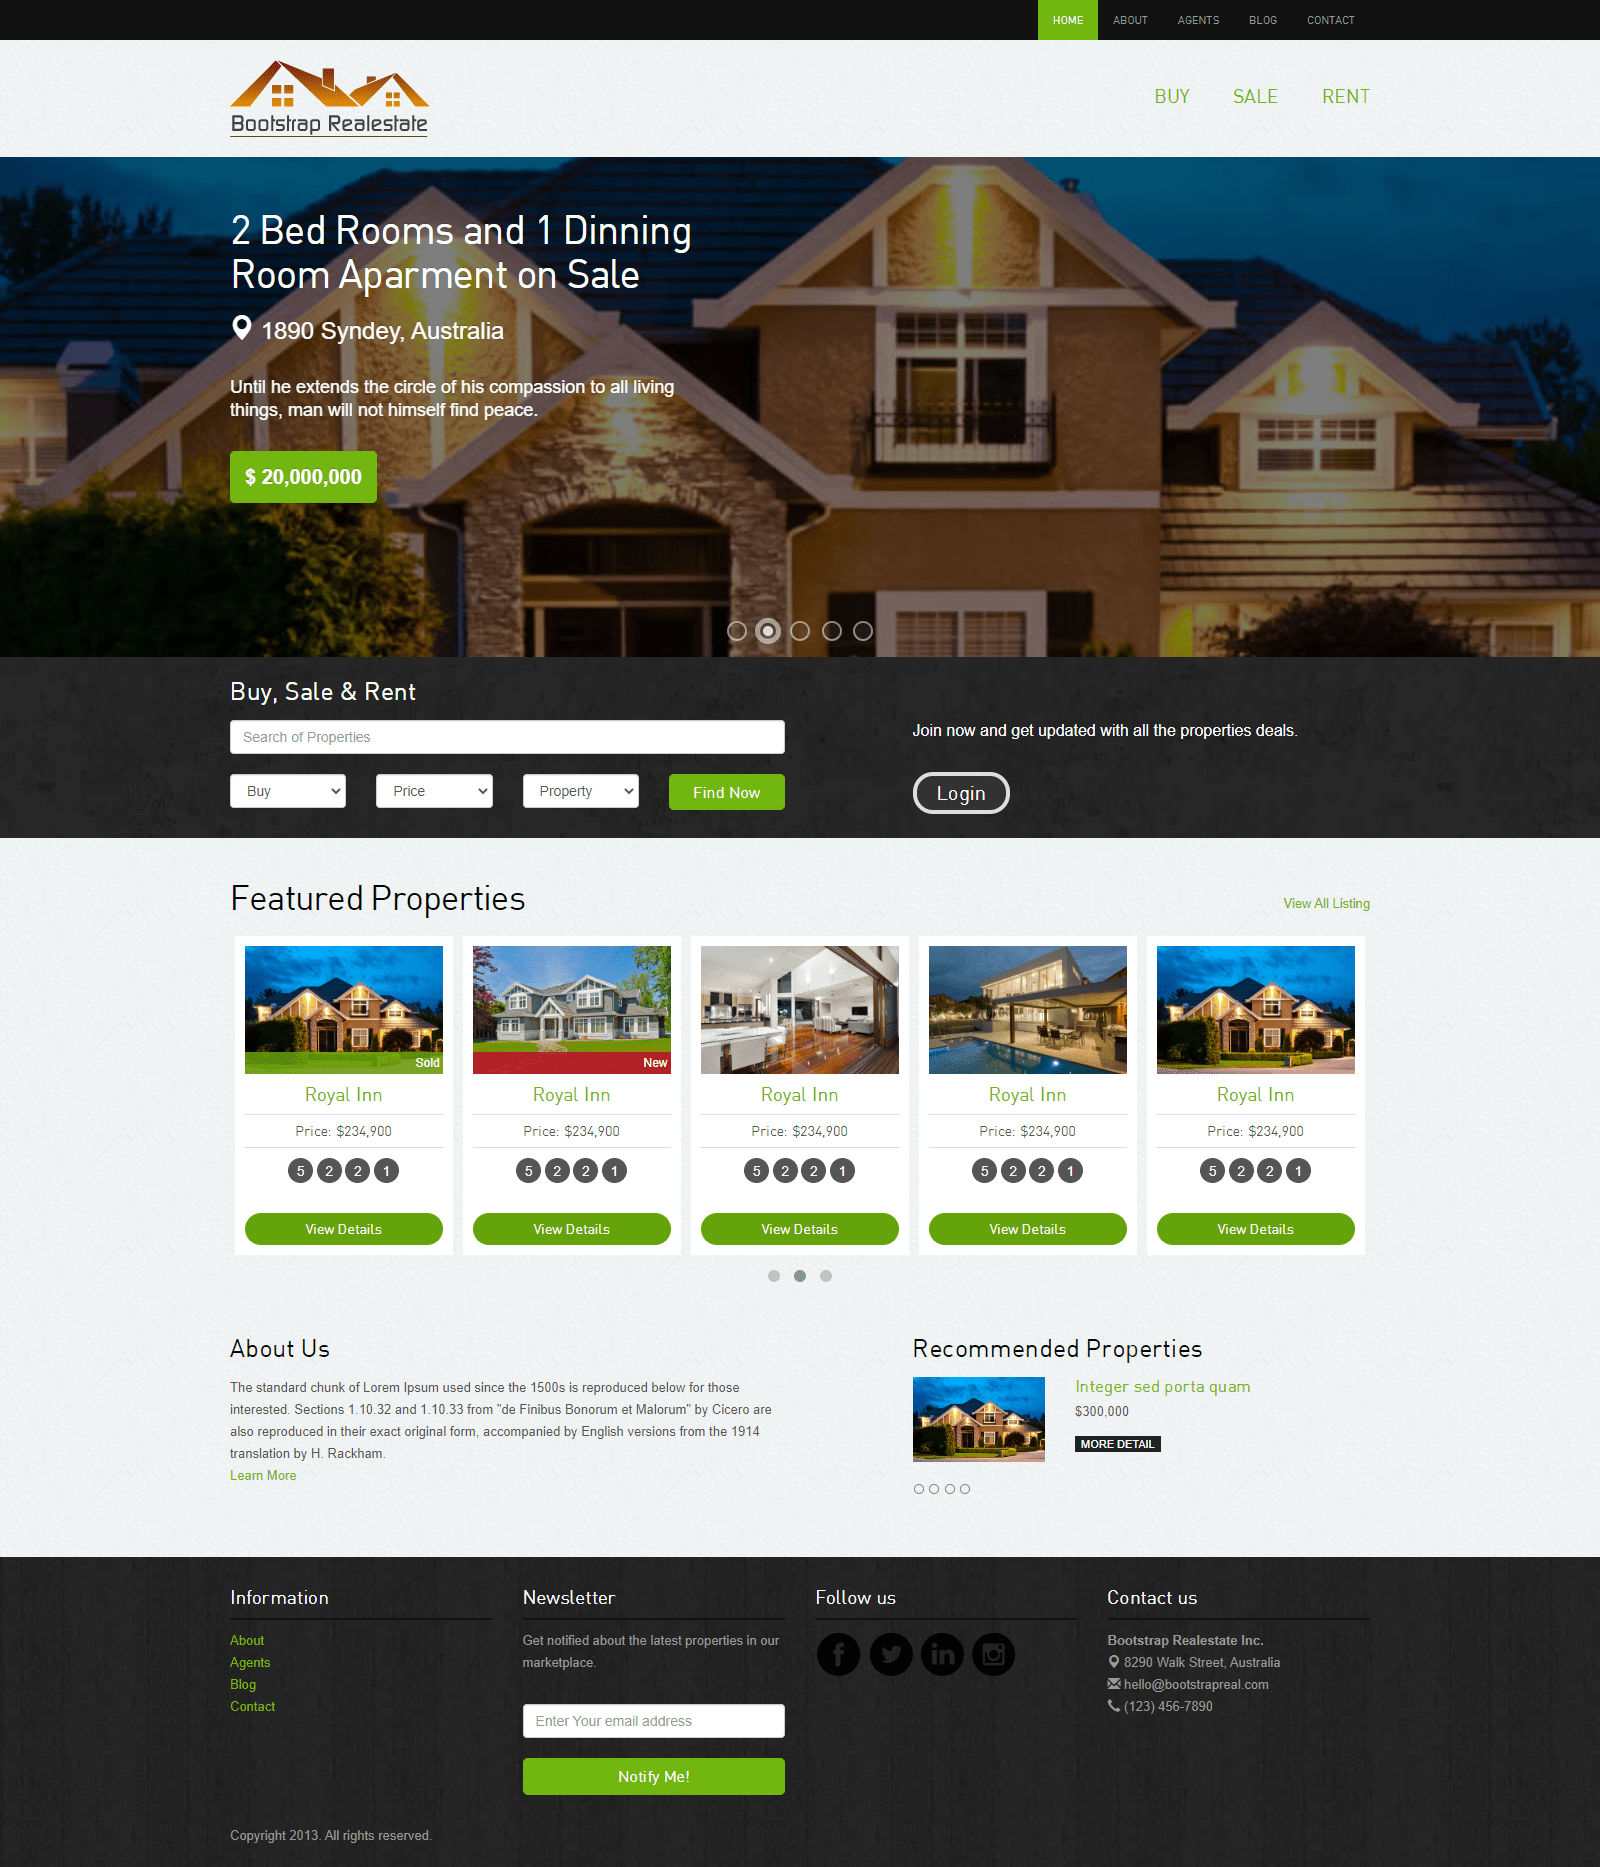 HOME ABOUT AGENTS BLOG CONTACT
Bootstrap Realestate
BUY SALE RENT
2 Bed Rooms and 1 Dinning
Room Aparment on Sale
1890 Syndey, Australia
Until he extends the circle of his compassion to all living
things, man will not himself find peace.
$ 20,000,000
Buy, Sale & Rent
Search of Properties
Buy Price Property Find Now
Join now and get updated with all the properties deals.
Login
Featured Properties
View All Listing
Sold New
Royal Inn Royal Inn Royal Inn Royal Inn Royal Inn
Price: $234,900 Price: $234,900 Price: $234,900 Price: $234,900 Price: $234,900
5 2 2 1 5 2 2 1 5 2 2 1 5 2 2 1 5 2 2 1
View Details View Details View Details View Details View Details
About Us
The standard chunk of Lorem Ipsum used since the 1500s is reproduced below for those
interested. Sections 1.10.32 and 1.10.33 from "de Finibus Bonorum et Malorum" by Cicero are
also reproduced in their exact original form, accompanied by English versions from the 1914
translation by H. Rackham.
Learn More
Recommended Properties
Integer sed porta quam
$300,000
MORE DETAIL
Information
About
Agents
Blog
Contact
Newsletter
Get notified about the latest properties in our
marketplace.
Enter Your email address
Notify Me!
Follow us
Contact us
Bootstrap Realestate Inc.
8290 Walk Street, Australia
hello@bootstrapreal.com
(123) 456-7890
Copyright 2013. All rights reserved.